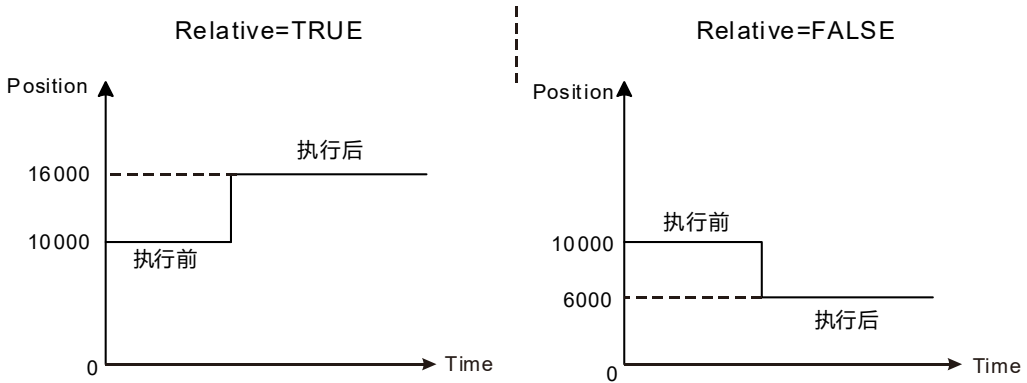 Relative=TRUE
Position
16000
执行后
10000
执行前
0
Time
Relative=FALSE
Position
执行前
10000
6000
执行后
0
Time